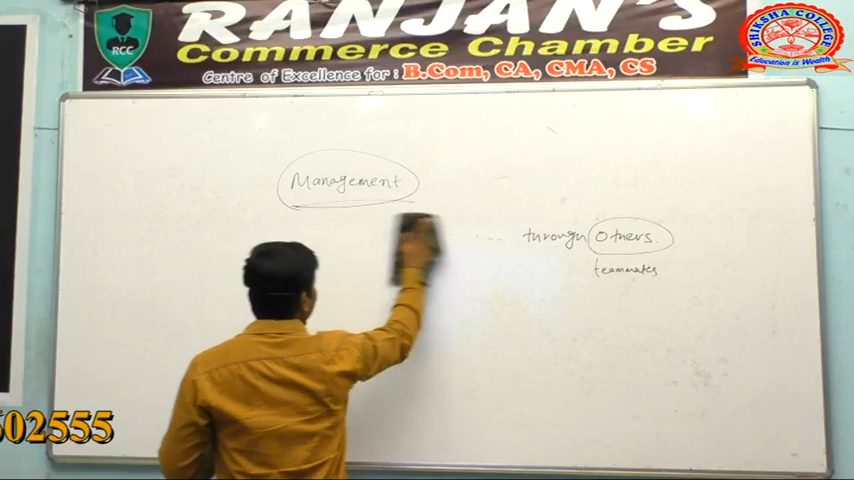 RANJAN'S
Commerce Chamber
Centre of Excellence for : B.Com, CA, CMA, CS
RCC
SHIKSHA COLLEGE
Education is Wealth
Management
through Others
teammates
602555